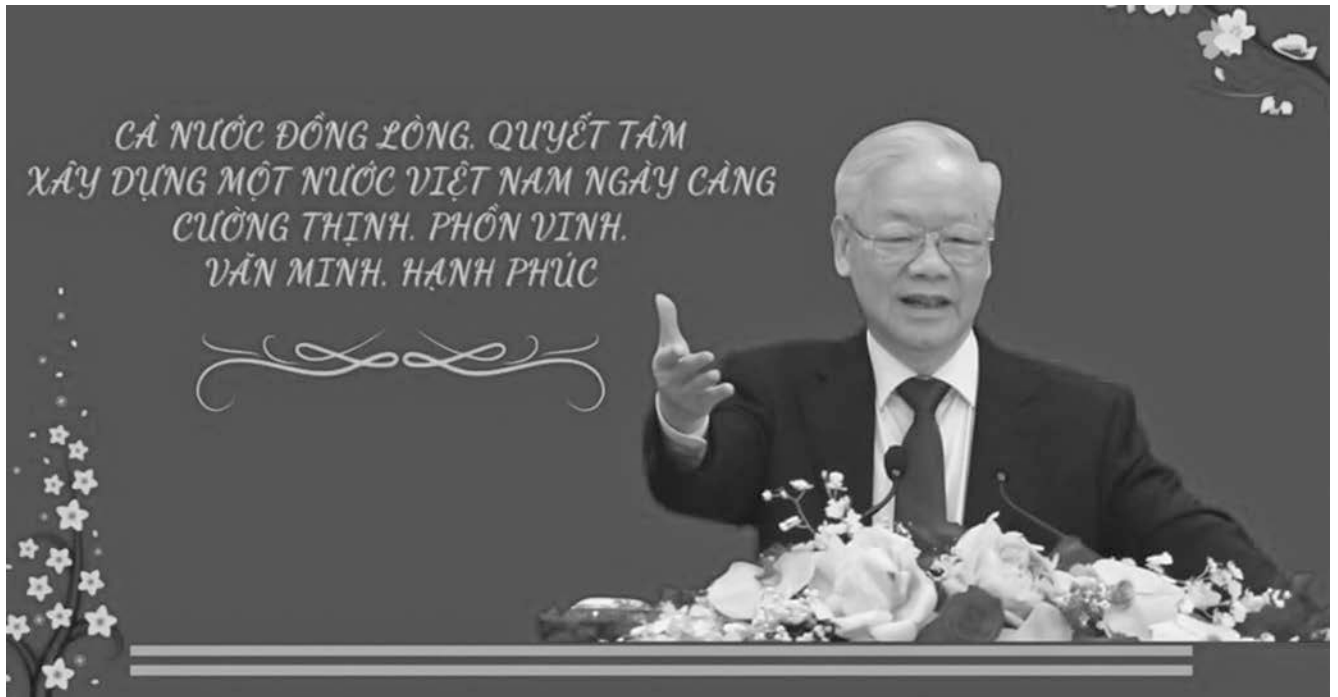 CẢ NƯỚC ĐỒNG LÒNG. QUYẾT TÂM
XÂY DỰNG MỘT NƯỚC VIỆT NAM NGÀY CÀNG
CƯỜNG THỊNH. PHỒN VINH.
VĂN MINH. HẠNH PHÚC